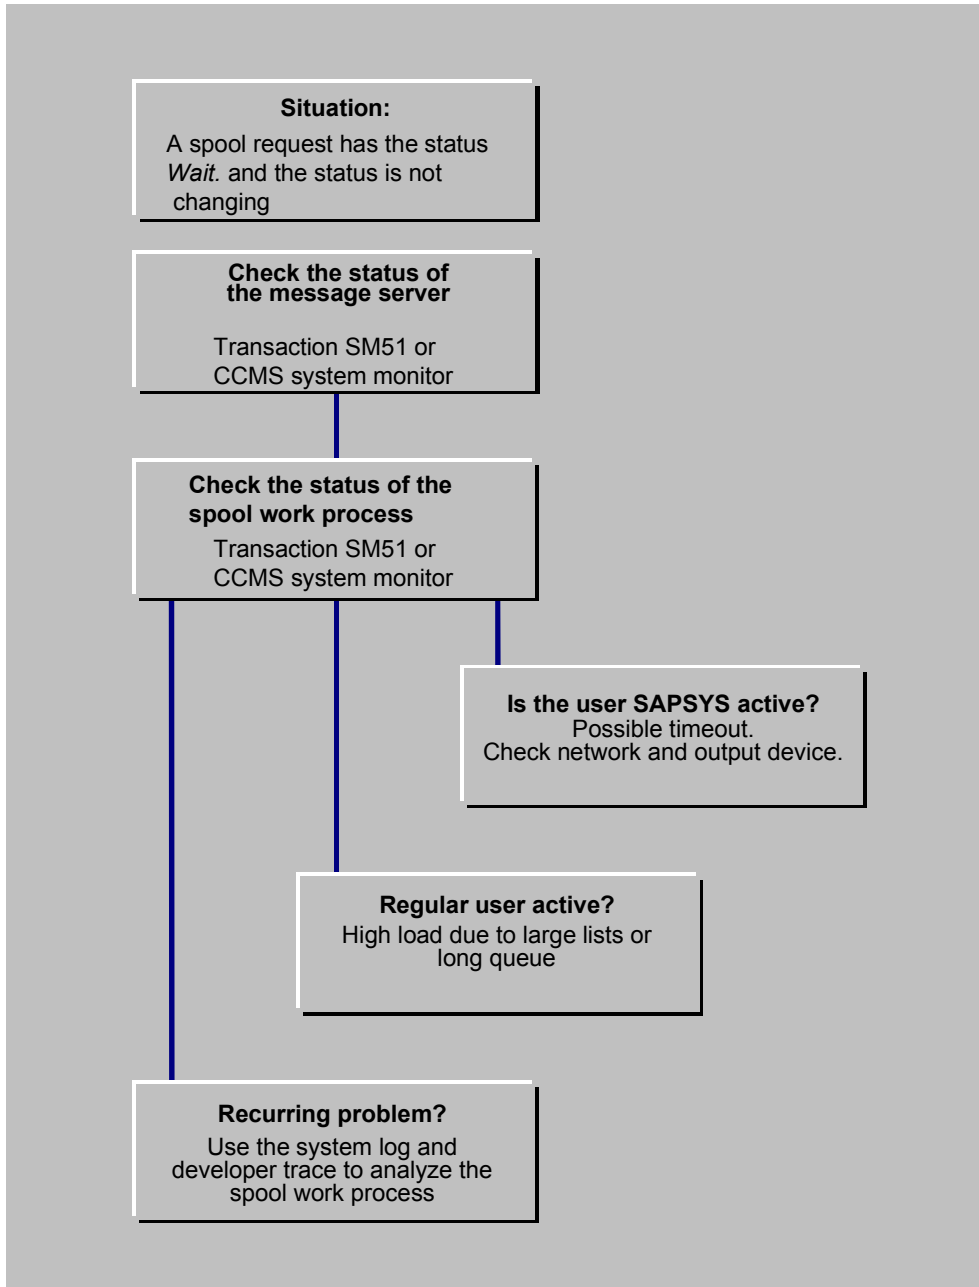 Situation:
A spool request has the status
Wait. and the status is not
changing
Check the status of
the message server
Transaction SM51 or
CCMS system monitor
Check the status of the
spool work process
Transaction SM51 or
CCMS system monitor
Is the user SAPSYS active?
Possible timeout.
Check network and output device.
Regular user active?
High load due to large lists or
long queue
Recurring problem?
Use the system log and
developer trace to analyze the
spool work process